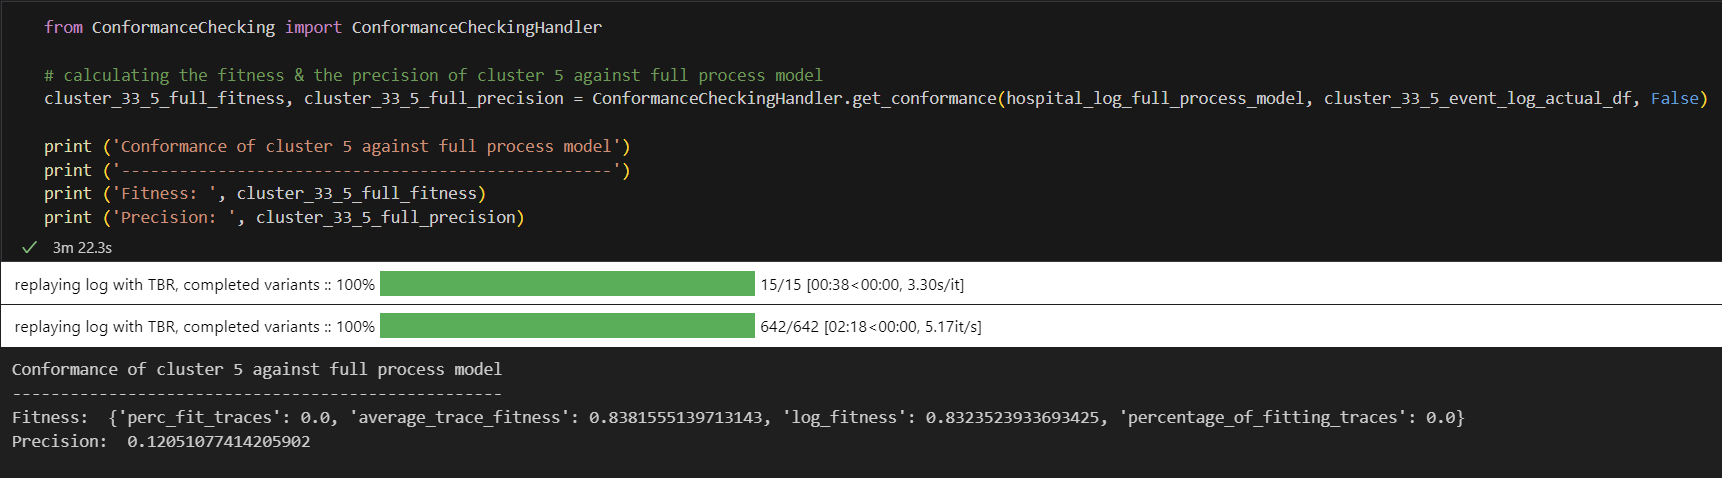 from ConformanceChecking import ConformanceCheckingHandler
# calculating the fitness & the precision of cluster 5 against full process model
cluster_33_5_full_fitness, cluster_33_5_full_precision = ConformanceCheckingHandler.get_conformance(hospital_log_full_process_model, cluster_33_5_event_log_actual_df, False)
print ('Conformance of cluster 5 against full process model')
print ('---------------------------------------------------')
print ('Fitness: ', cluster_33_5_full_fitness)
print ('Precision: ', cluster_33_5_full_precision)
3m 22.3s
replaying log with TBR, completed variants :: 100% 15/15 [00:38<00:00, 3.30s/it]
replaying log with TBR, completed variants :: 100% 642/642 [02:18<00:00, 5.17it/s]
Conformance of cluster 5 against full process model
---------------------------------------------------
Fitness:  {'perc_fit_traces': 0.0, 'average_trace_fitness': 0.8381555139713143, 'log_fitness': 0.8323523933693425, 'percentage_of_fitting_traces': 0.0}
Precision:  0.12051077414205902